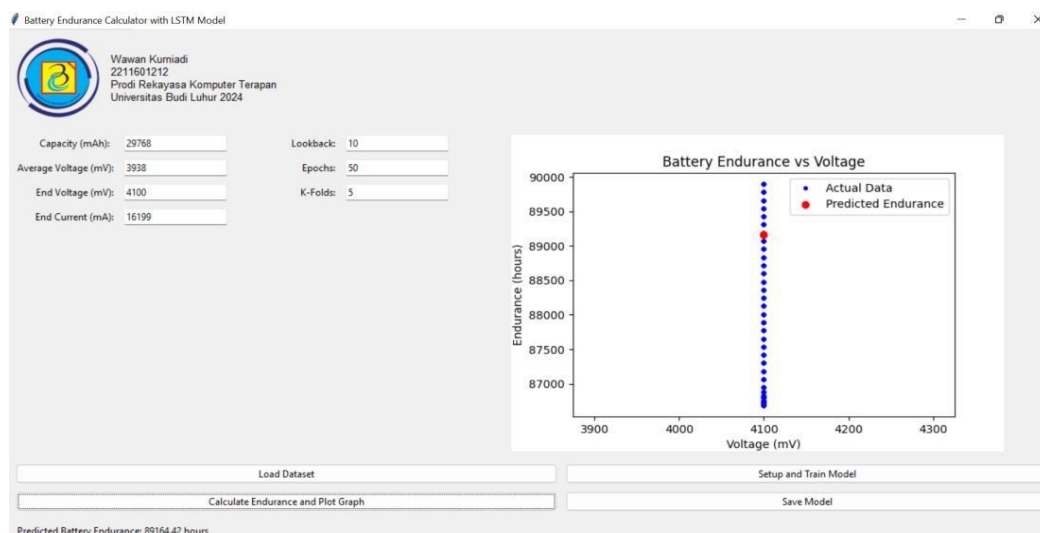 Battery Endurance Calculator with LSTM Model
Wawan Kurniadi
2211601212
Prodi Rekayasa Komputer Terapan
Universitas Budi Luhur 2024
Capacity (mAh): 29768
Lookback: 10
Average Voltage (mV): 3938
Epochs: 50
End Voltage (mV): 4100
K-Folds: 5
End Current (mA): 16199
Battery Endurance vs Voltage
Actual Data
Predicted Endurance
Endurance (hours)
90000
89500
89000
88500
88000
87500
87000
3900 4000 4100 4200 4300
Voltage (mV)
Load Dataset
Setup and Train Model
Calculate Endurance and Plot Graph
Save Model
Predicted Battery Endurance: 89164.42 hours